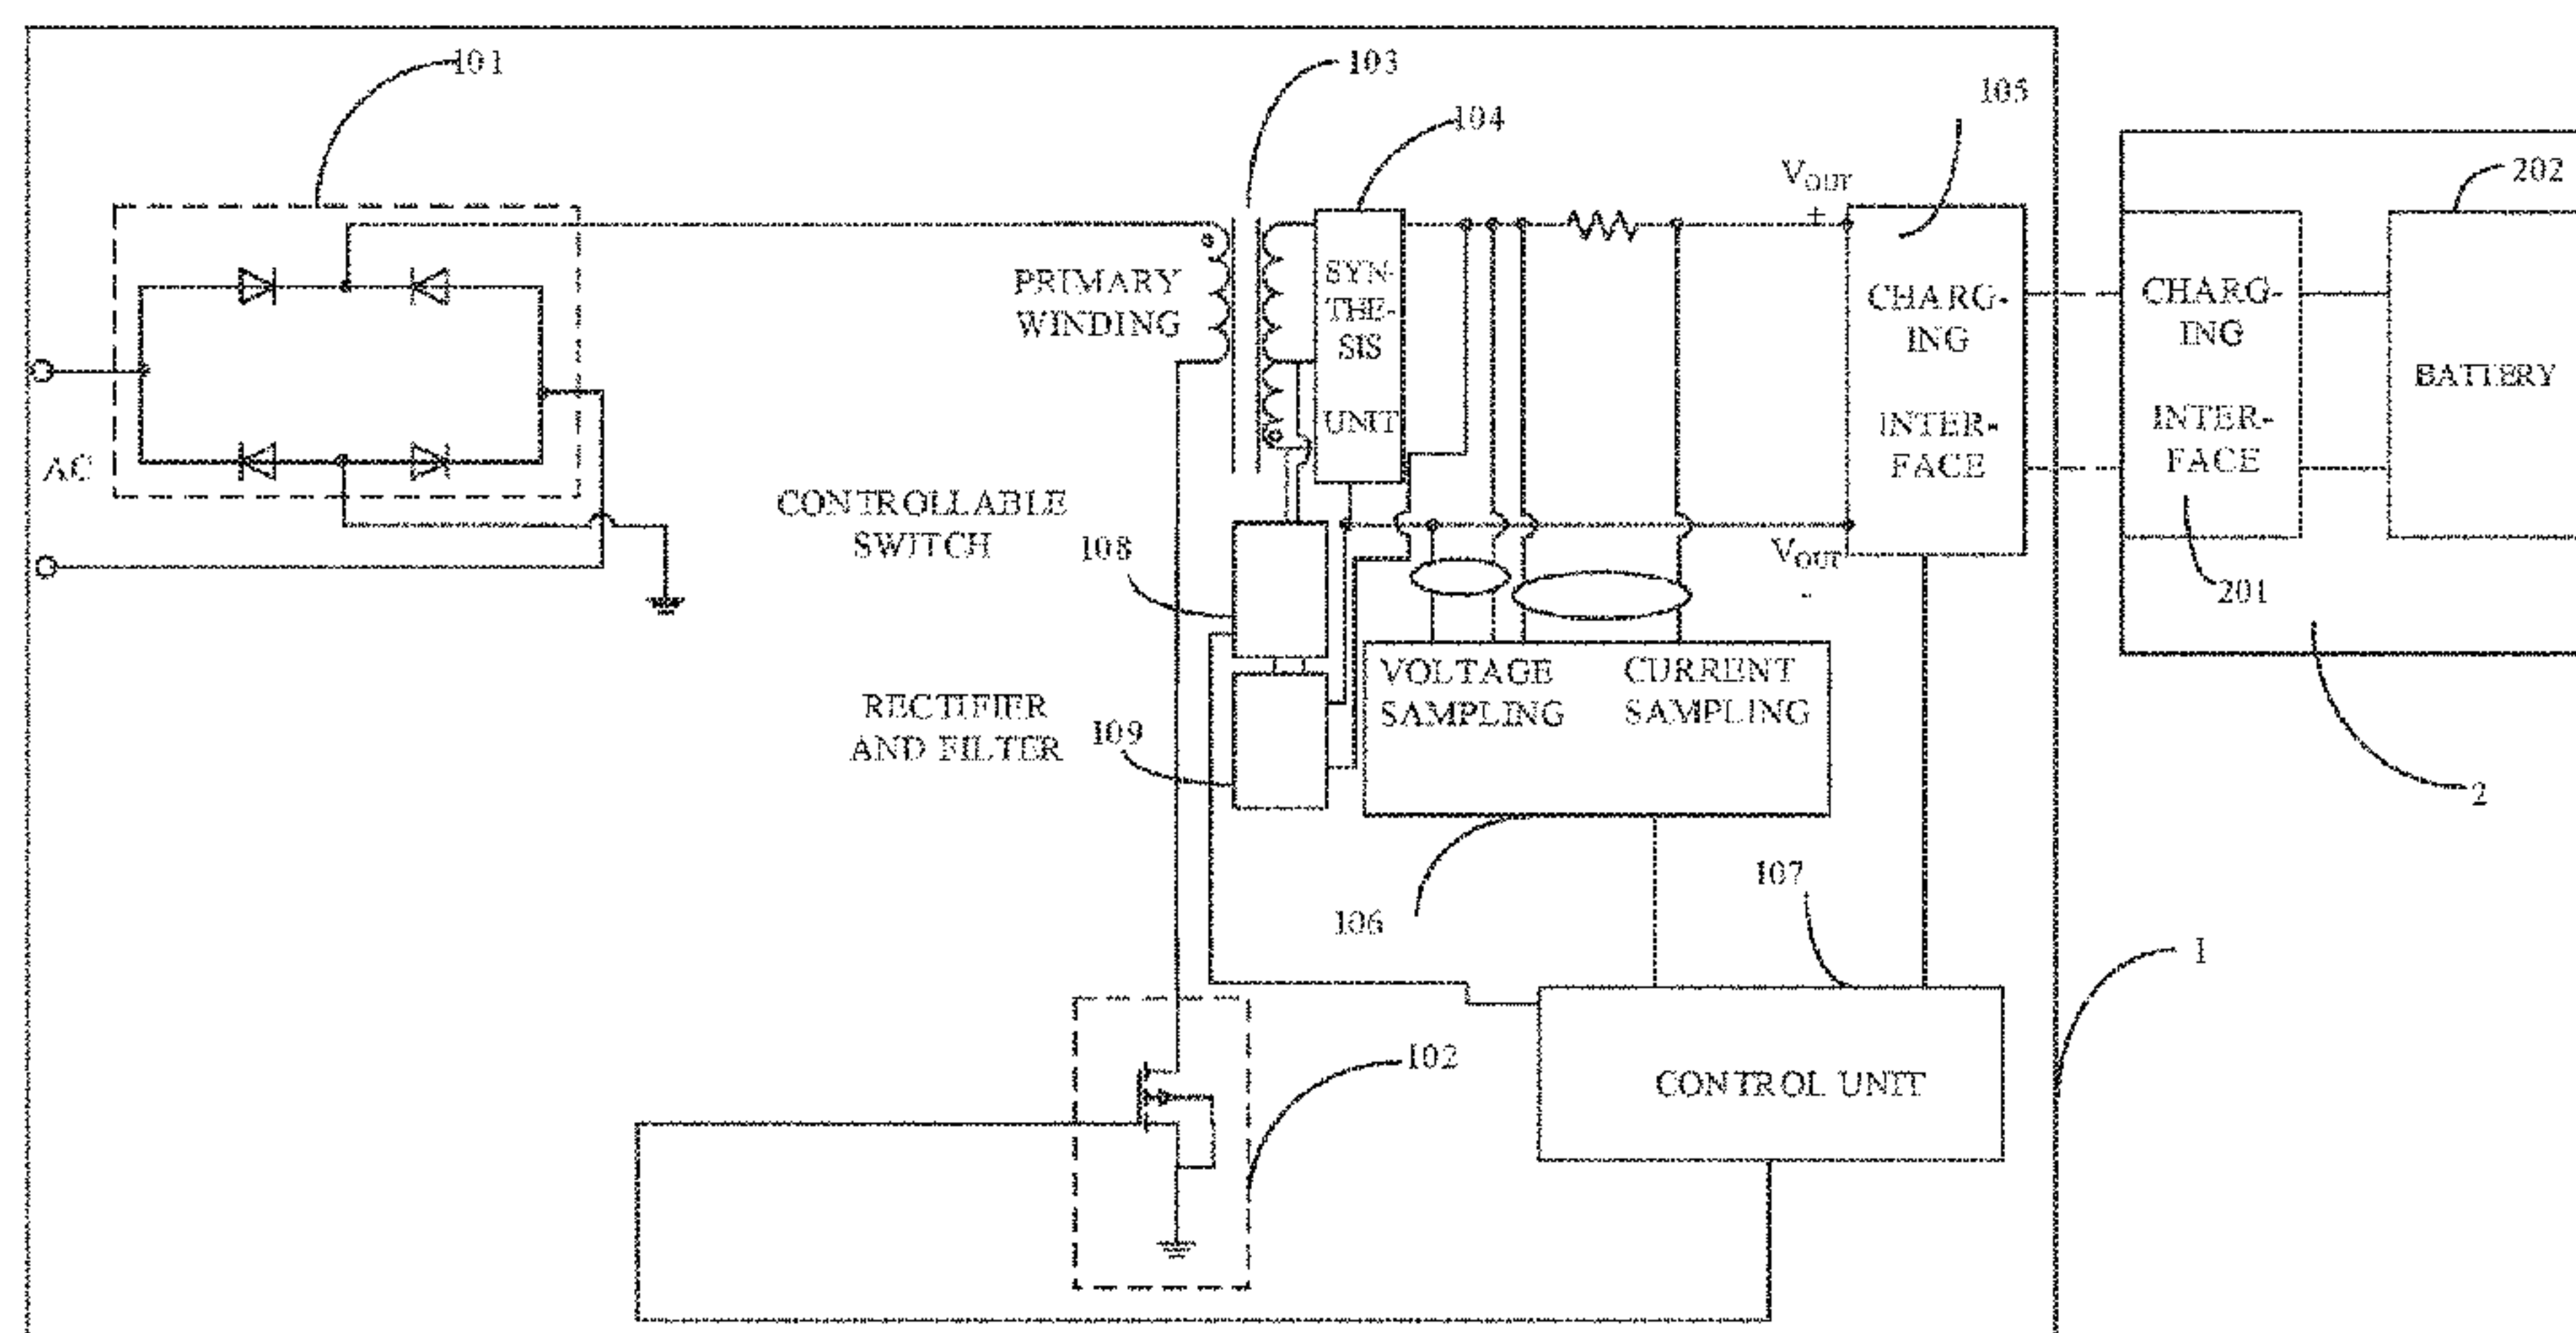 101
103
104
105
202
V_OUT
+
SYN-
THE-
SIS
UNIT
PRIMARY
WINDING
CHARG-
ING
INTER-
FACE
CHARG-
ING
INTER-
FACE
BATTERY
AC
CONTROLLABLE
SWITCH
108
V_OUT
-
201
VOLTAGE
SAMPLING
CURRENT
SAMPLING
RECTIFIER
AND FILTER
109
2
106
107
1
102
CONTROL UNIT